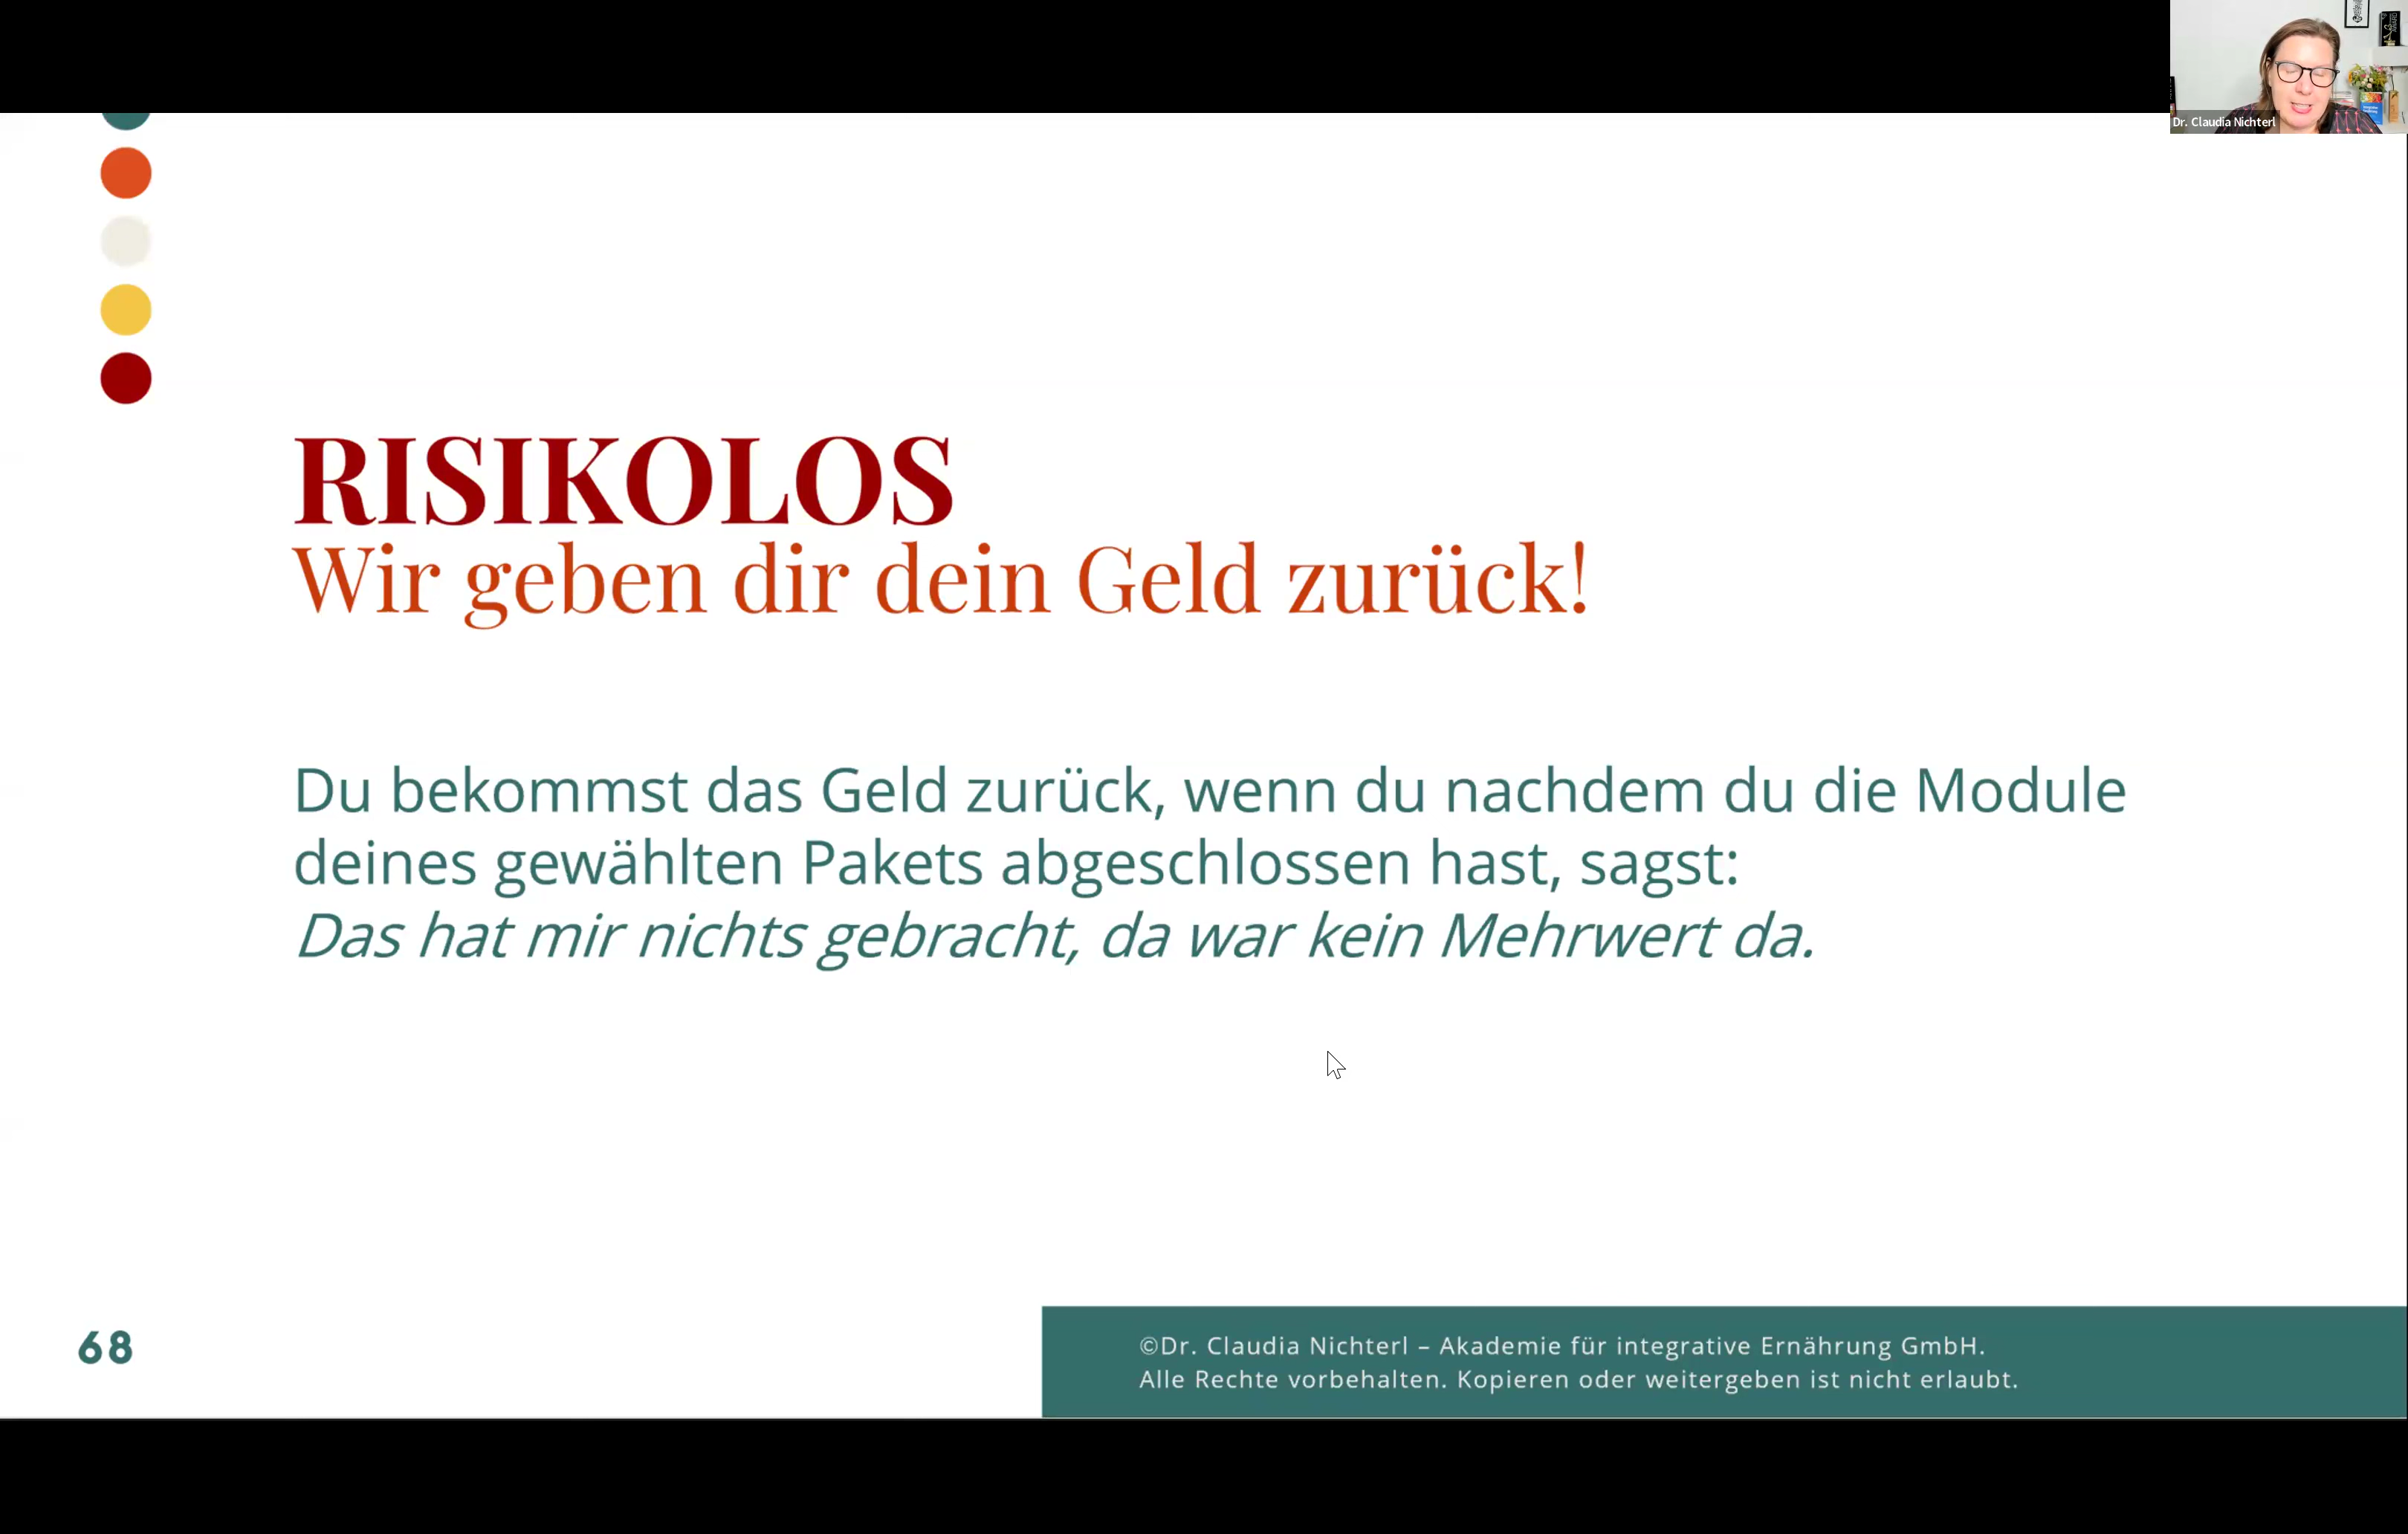 Dr. Claudia Nichterl
RISIKOLOS
Wir geben dir dein Geld zurück!
Du bekommst das Geld zurück, wenn du nachdem du die Module
deines gewählten Pakets abgeschlossen hast, sagst:
Das hat mir nichts gebracht, da war kein Mehrwert da.
68
©Dr. Claudia Nichterl – Akademie für integrative Ernährung GmbH.
Alle Rechte vorbehalten. Kopieren oder weitergeben ist nicht erlaubt.